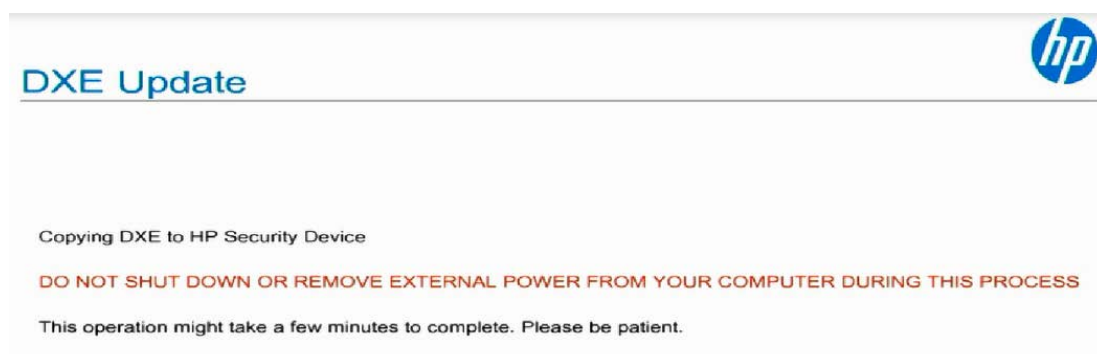 hp
DXE Update
Copying DXE to HP Security Device
DO NOT SHUT DOWN OR REMOVE EXTERNAL POWER FROM YOUR COMPUTER DURING THIS PROCESS
This operation might take a few minutes to complete. Please be patient.